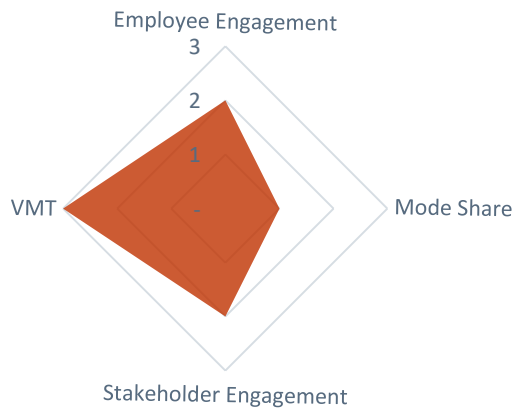 Employee Engagement
3
2
1
-
VMT
Mode Share
Stakeholder Engagement